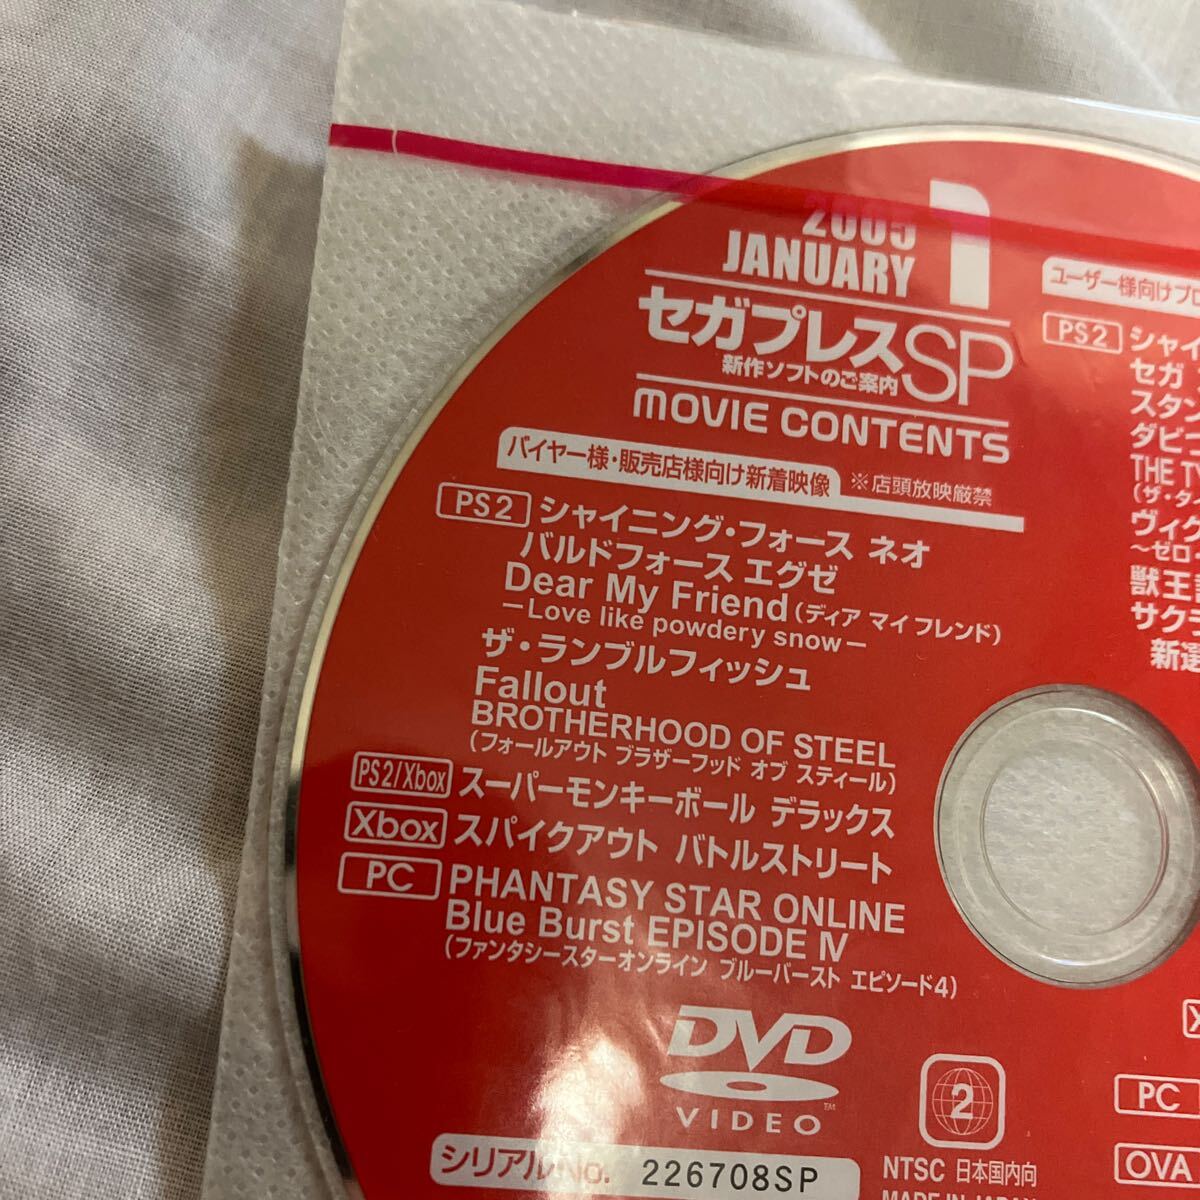 2005
JANUARY 1
セガプレスSP
新作ソフトのご案内
MOVIE CONTENTS
バイヤー様・販売店様向け新着映像 ※店頭放映厳禁
PS2 シャイニング・フォース ネオ
バルドフォース エグゼ
Dear My Friend(ディア マイ フレンド)
−Love like powdery snow−
ザ・ランブルフィッシュ
Fallout
BROTHERHOOD OF STEEL
(フォールアウト ブラザーフッド オブ スティール)
PS2/Xbox スーパーモンキーボール デラックス
Xbox スパイクアウト バトルストリート
PC PHANTASY STAR ONLINE
Blue Burst EPISODE Ⅳ
(ファンタシースターオンライン ブルーバースト エピソード4)
DVD
VIDEO
TM
シリアルNo. 226708SP
2
NTSC 日本国内向
MADE IN JAPAN
ユーザー様向けプロ
PS2 シャイ
セガ
スタン
ダビ
THE T
(ザ・タ
ヴィク
〜ゼロ
獣王
サク
新選
PC
OVA